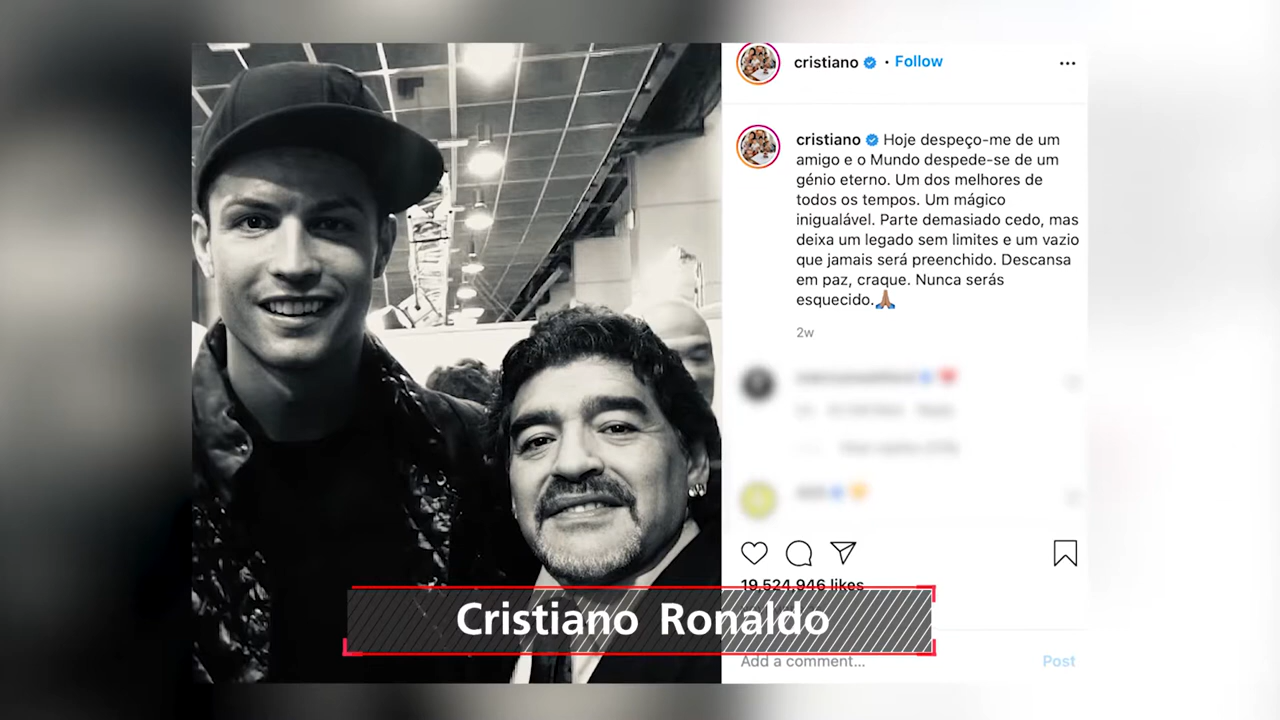 cristiano • Follow
cristiano Hoje despeço-me de um
amigo e o Mundo despede-se de um
génio eterno. Um dos melhores de
todos os tempos. Um mágico
inigualável. Parte demasiado cedo, mas
deixa um legado sem limites e um vazio
que jamais será preenchido. Descansa
em paz, craque. Nunca serás
esquecido.🙏🏽
2w
19,524,946 likes
Cristiano Ronaldo
Add a comment... Post